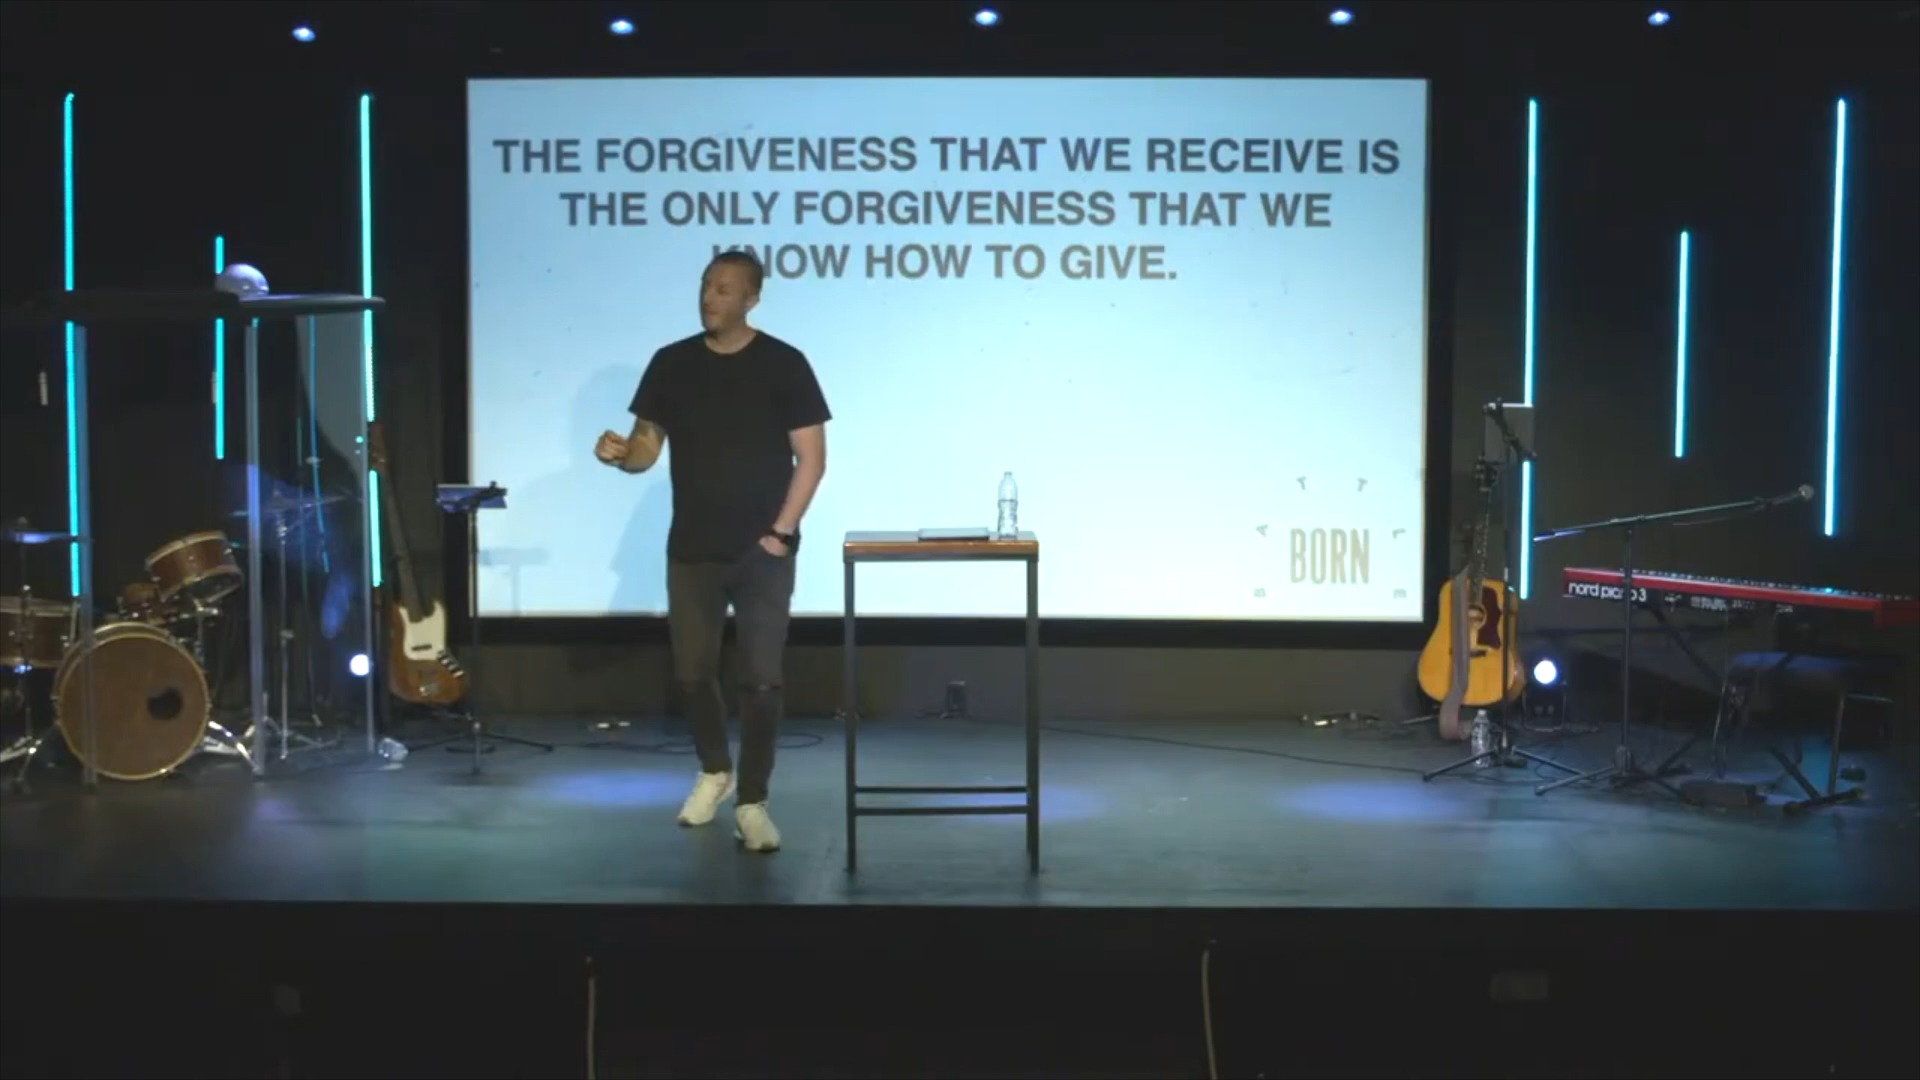 THE FORGIVENESS THAT WE RECEIVE IS
THE ONLY FORGIVENESS THAT WE
KNOW HOW TO GIVE.
BATTLE
BORN
nord piano 3